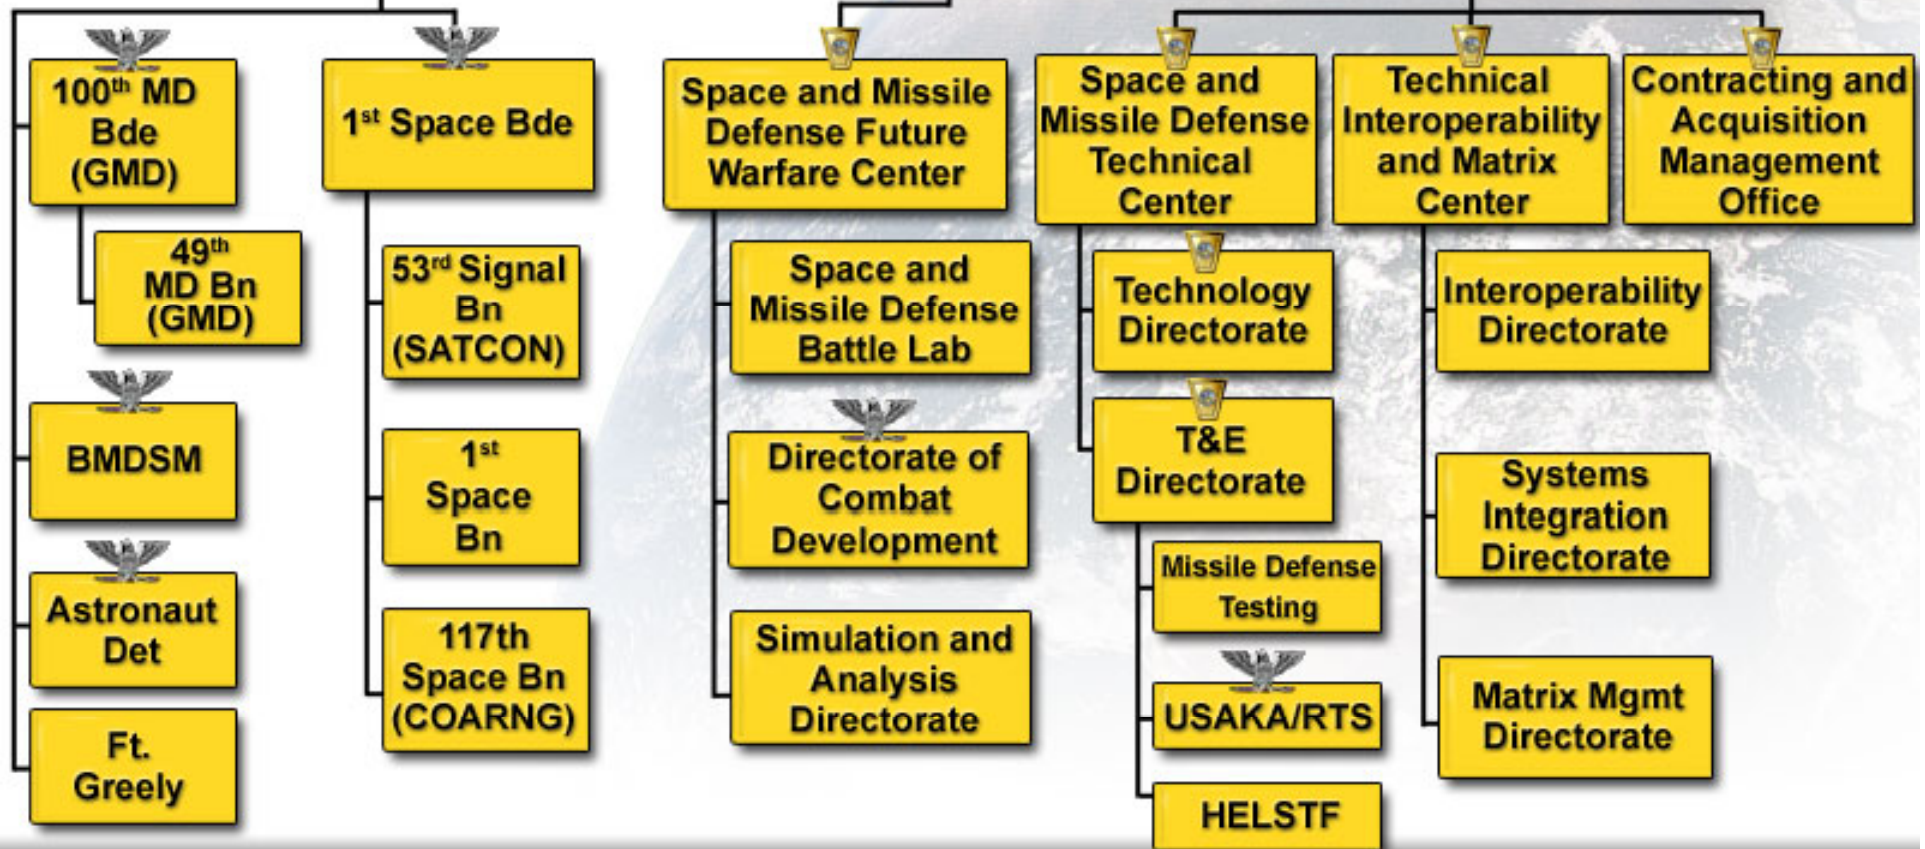 100th MD
Bde
(GMD)
49th
MD Bn
(GMD)
BMDSM
Astronaut
Det
Ft.
Greely
1st Space Bde
53rd Signal
Bn
(SATCON)
1st
Space
Bn
117th
Space Bn
(COARNG)
Space and Missile
Defense Future
Warfare Center
Space and
Missile Defense
Battle Lab
Directorate of
Combat
Development
Simulation and
Analysis
Directorate
Space and
Missile Defense
Technical
Center
Technology
Directorate
T&E
Directorate
Missile Defense
Testing
USAKA/RTS
HELSTF
Technical
Interoperability
and Matrix
Center
Interoperability
Directorate
Systems
Integration
Directorate
Matrix Mgmt
Directorate
Contracting and
Acquisition
Management
Office